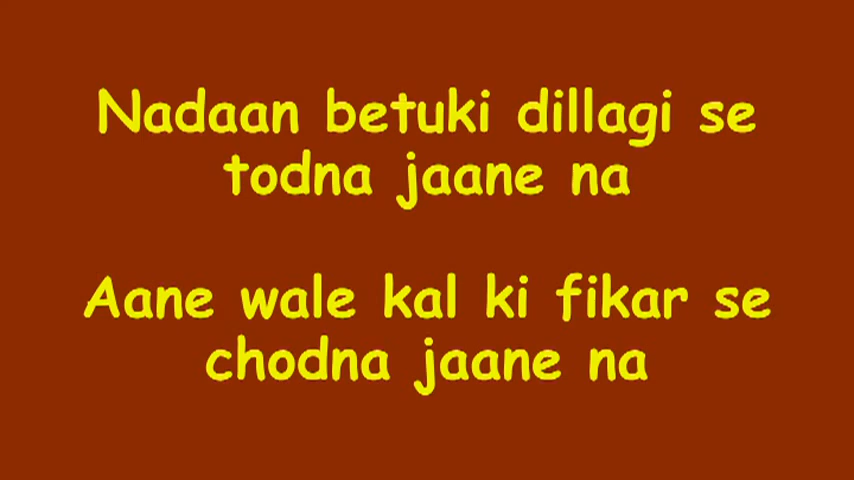 Nadaan betuki dillagi se
todna jaane na
Aane wale kal ki fikar se
chodna jaane na